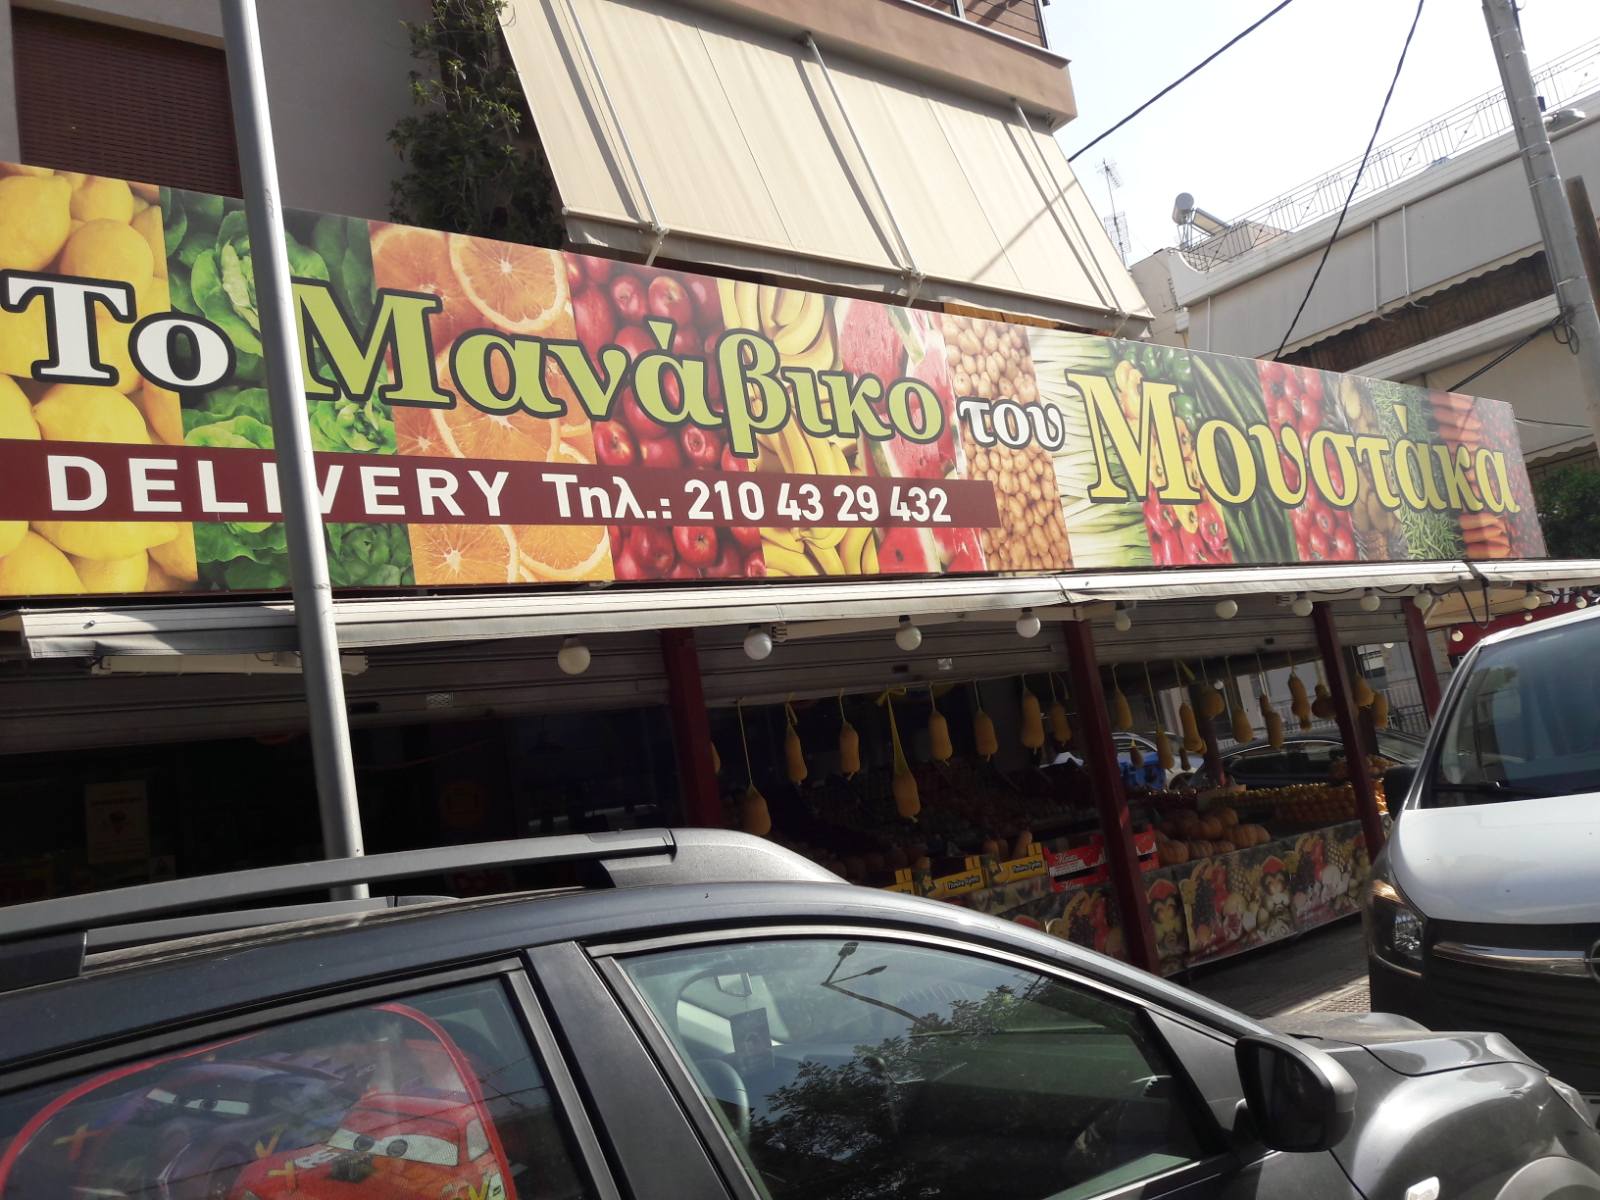 Το Μανάβικο του Μουστάκα
DELIVERY Τηλ.: 210 43 29 432